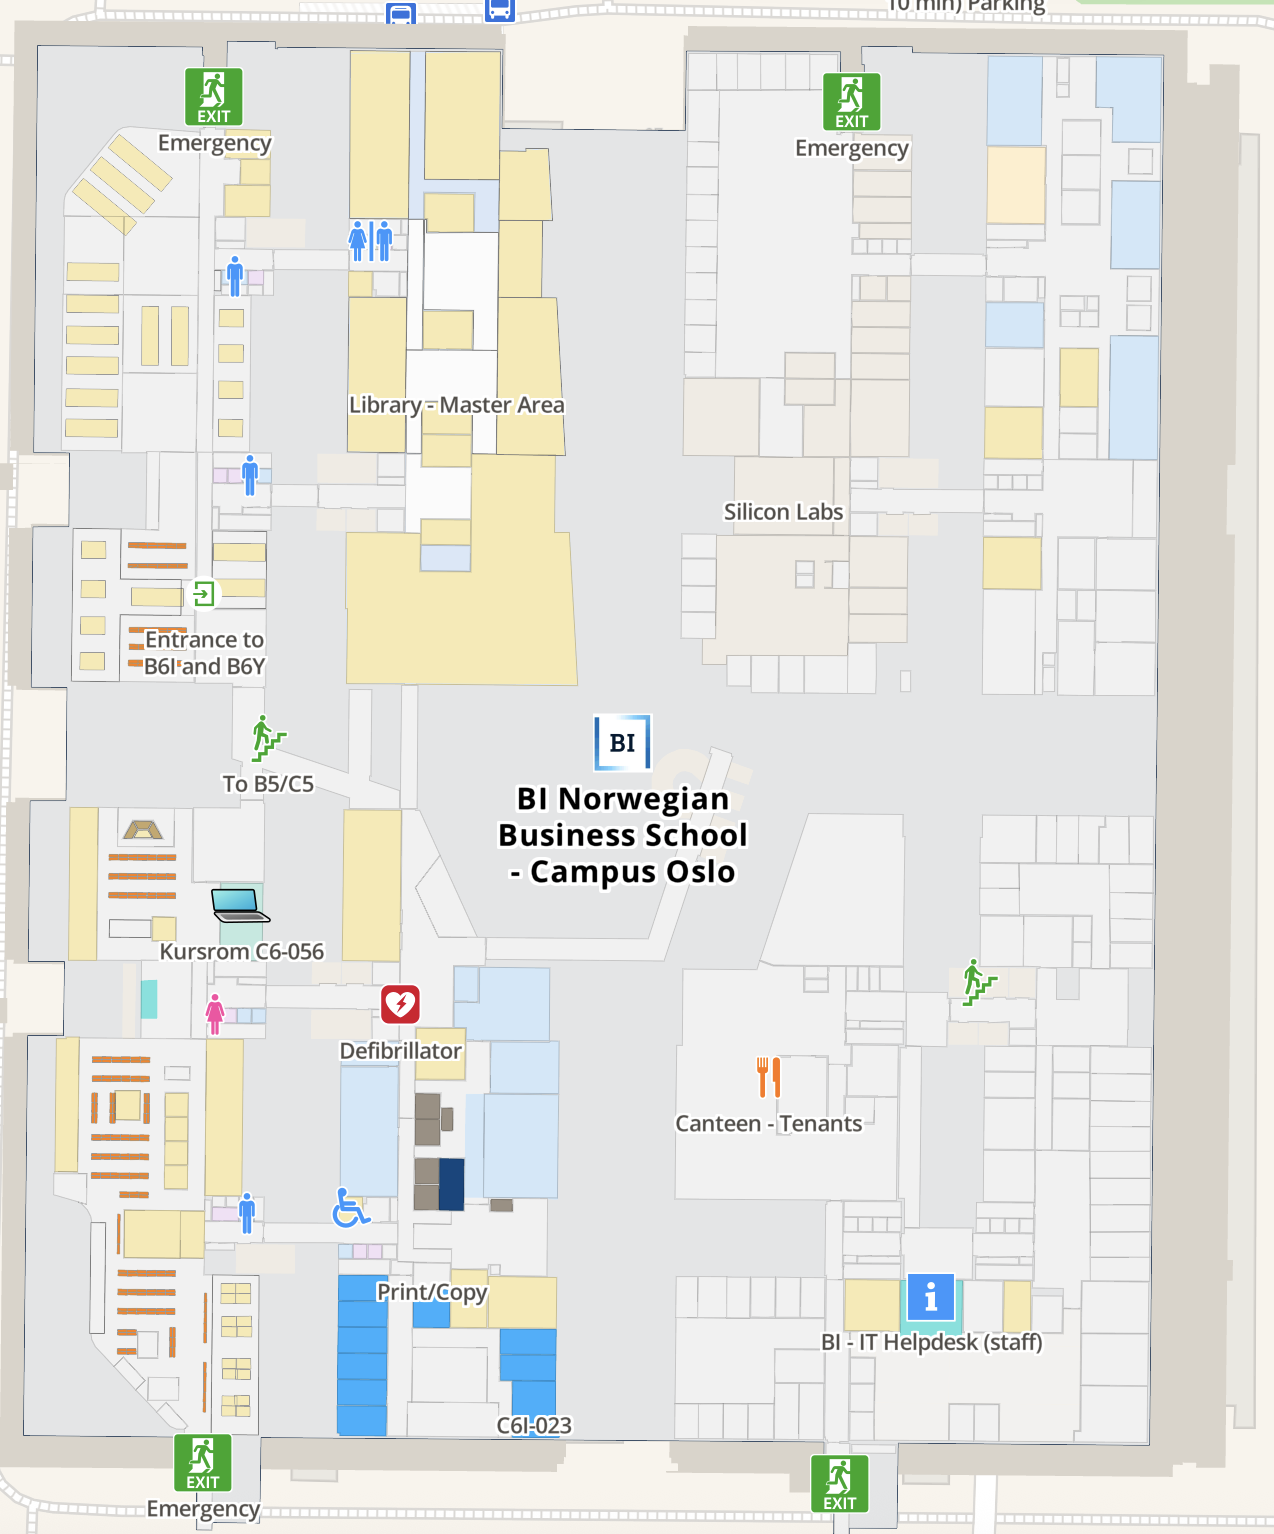 10 min) Parking
EXIT
Emergency
EXIT
Emergency
Library - Master Area
Silicon Labs
Entrance to
B6I and B6Y
To B5/C5
BI
BI Norwegian
Business School
- Campus Oslo
Kursrom C6-056
Defibrillator
Canteen - Tenants
Print/Copy
i
BI - IT Helpdesk (staff)
C6I-023
EXIT
Emergency
EXIT